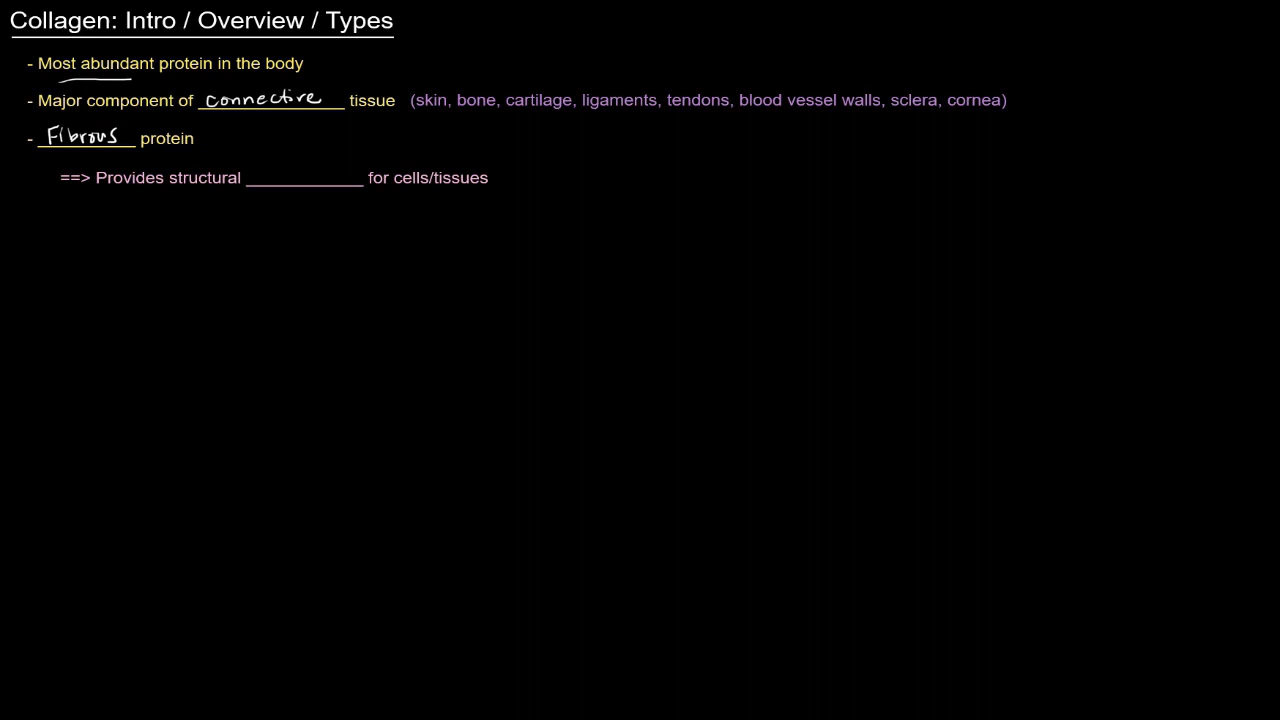 Collagen: Intro / Overview / Types
- Most abundant protein in the body
- Major component of connective tissue (skin, bone, cartilage, ligaments, tendons, blood vessel walls, sclera, cornea)
- Fibrous protein
==> Provides structural _____________ for cells/tissues